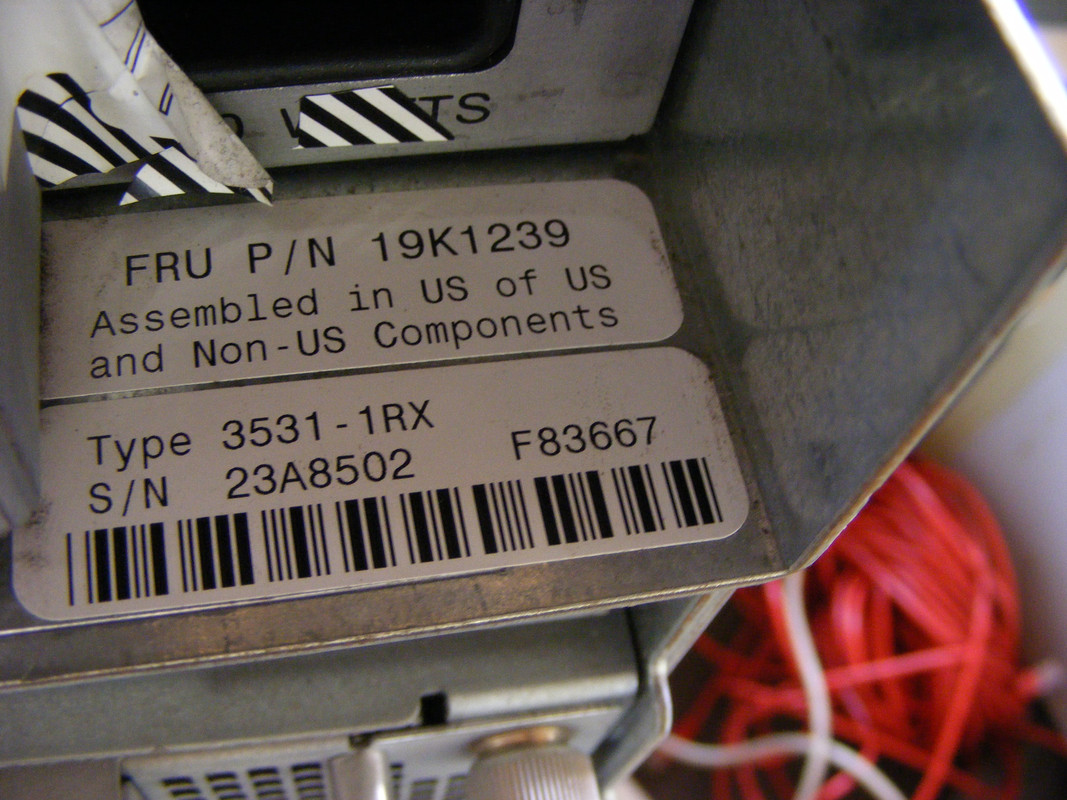 FRU P/N 19K1239
Assembled in US of US
and Non-US Components
Type 3531-1RX
S/N 23A8502 F83667